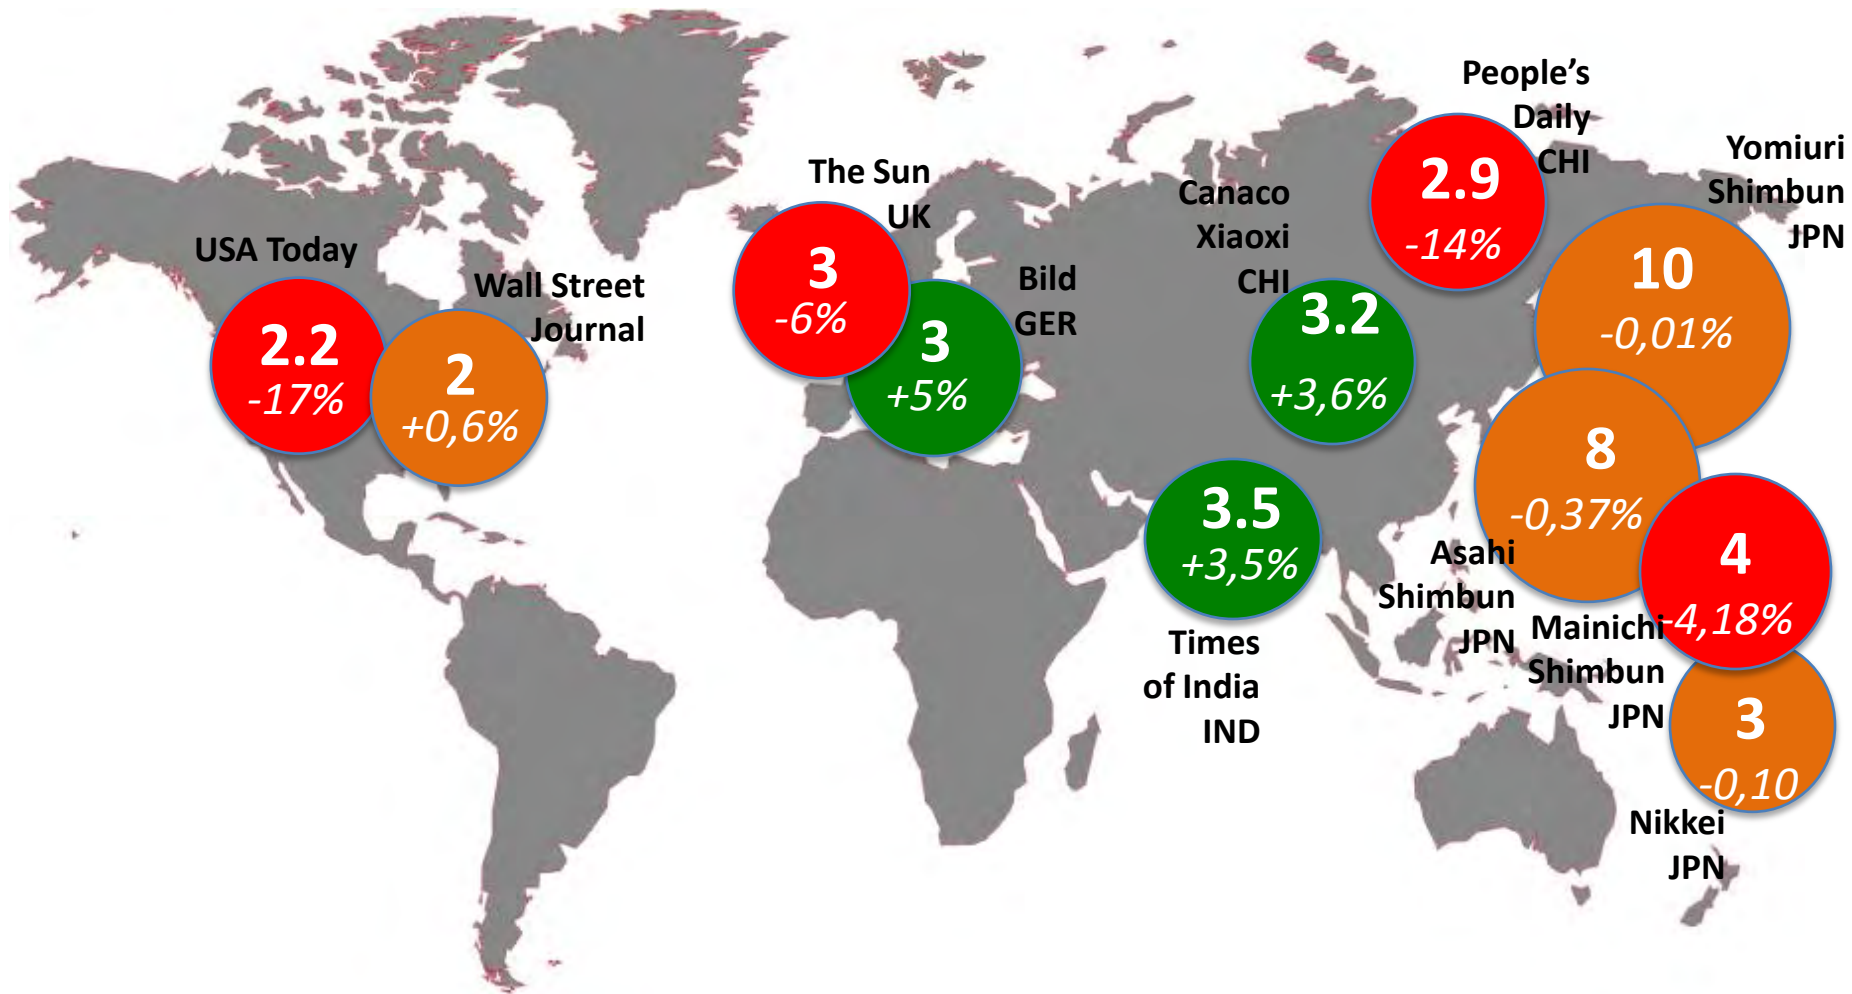 USA Today
2.2
-17%
Wall Street
Journal
2
+0,6%
The Sun
UK
3
-6%
Bild
GER
3
+5%
Canaco
Xiaoxi
CHI
3.2
+3,6%
People’s
Daily
CHI
2.9
-14%
Yomiuri
Shimbun
JPN
10
-0,01%
8
-0,37%
Asahi
Shimbun
JPN
3.5
+3,5%
Times
of India
IND
4
-4,18%
Mainichi
Shimbun
JPN
3
-0,10
Nikkei
JPN